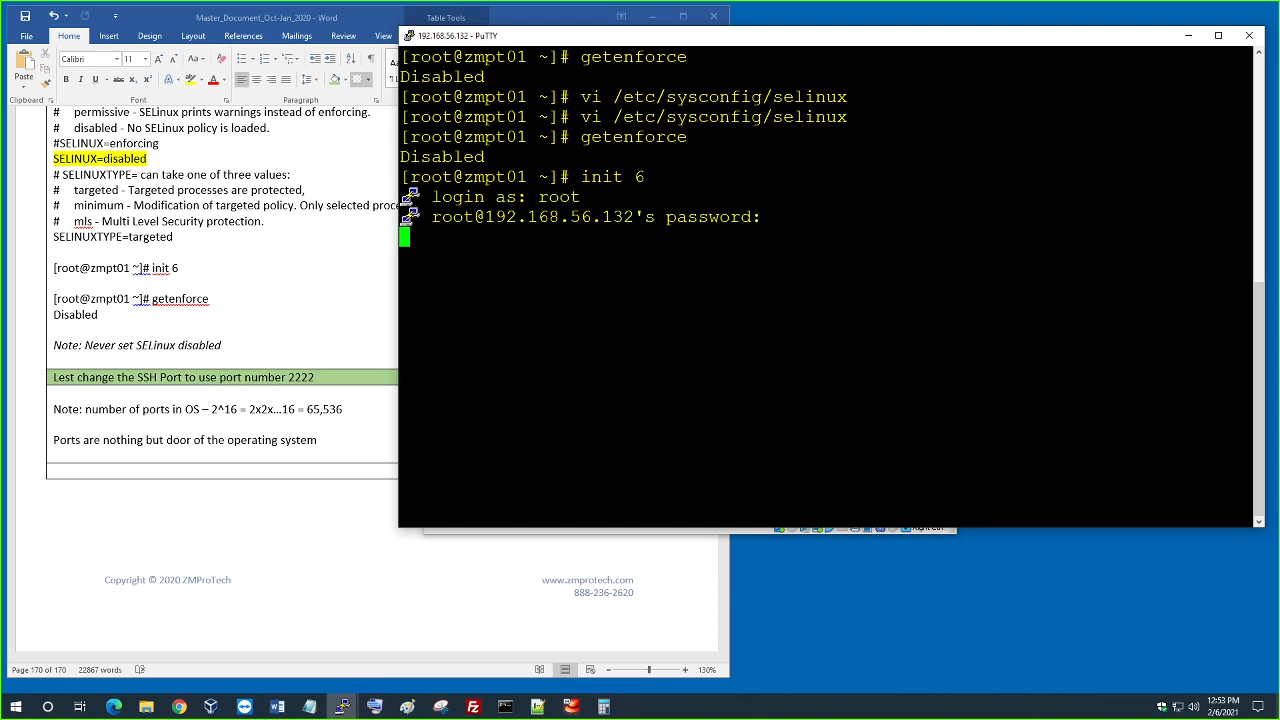 Master_Document_Oct-Jan_2020 - Word
Table Tools
File Home Insert Design Layout References Mailings Review View
Paste
Clipboard
Calibri 11
Font
Paragraph
# permissive - SELinux prints warnings instead of enforcing.
# disabled - No SELinux policy is loaded.
#SELINUX=enforcing
SELINUX=disabled
# SELINUXTYPE= can take one of three values:
# targeted - Targeted processes are protected,
# minimum - Modification of targeted policy. Only selected proce
# mls - Multi Level Security protection.
SELINUXTYPE=targeted
[root@zmpt01 ~]# init 6
[root@zmpt01 ~]# getenforce
Disabled
Note: Never set SELinux disabled
Lest change the SSH Port to use port number 2222
Note: number of ports in OS – 2^16 = 2x2x...16 = 65,536
Ports are nothing but door of the operating system
Copyright © 2020 ZMProTech
www.zmprotech.com
888-236-2620
Page 170 of 170 22867 words
130%
192.168.56.132 - PuTTY
[root@zmpt01 ~]# getenforce
Disabled
[root@zmpt01 ~]# vi /etc/sysconfig/selinux
[root@zmpt01 ~]# vi /etc/sysconfig/selinux
[root@zmpt01 ~]# getenforce
Disabled
[root@zmpt01 ~]# init 6
login as: root
root@192.168.56.132's password:
Right Ctrl
12:53 PM
2/6/2021